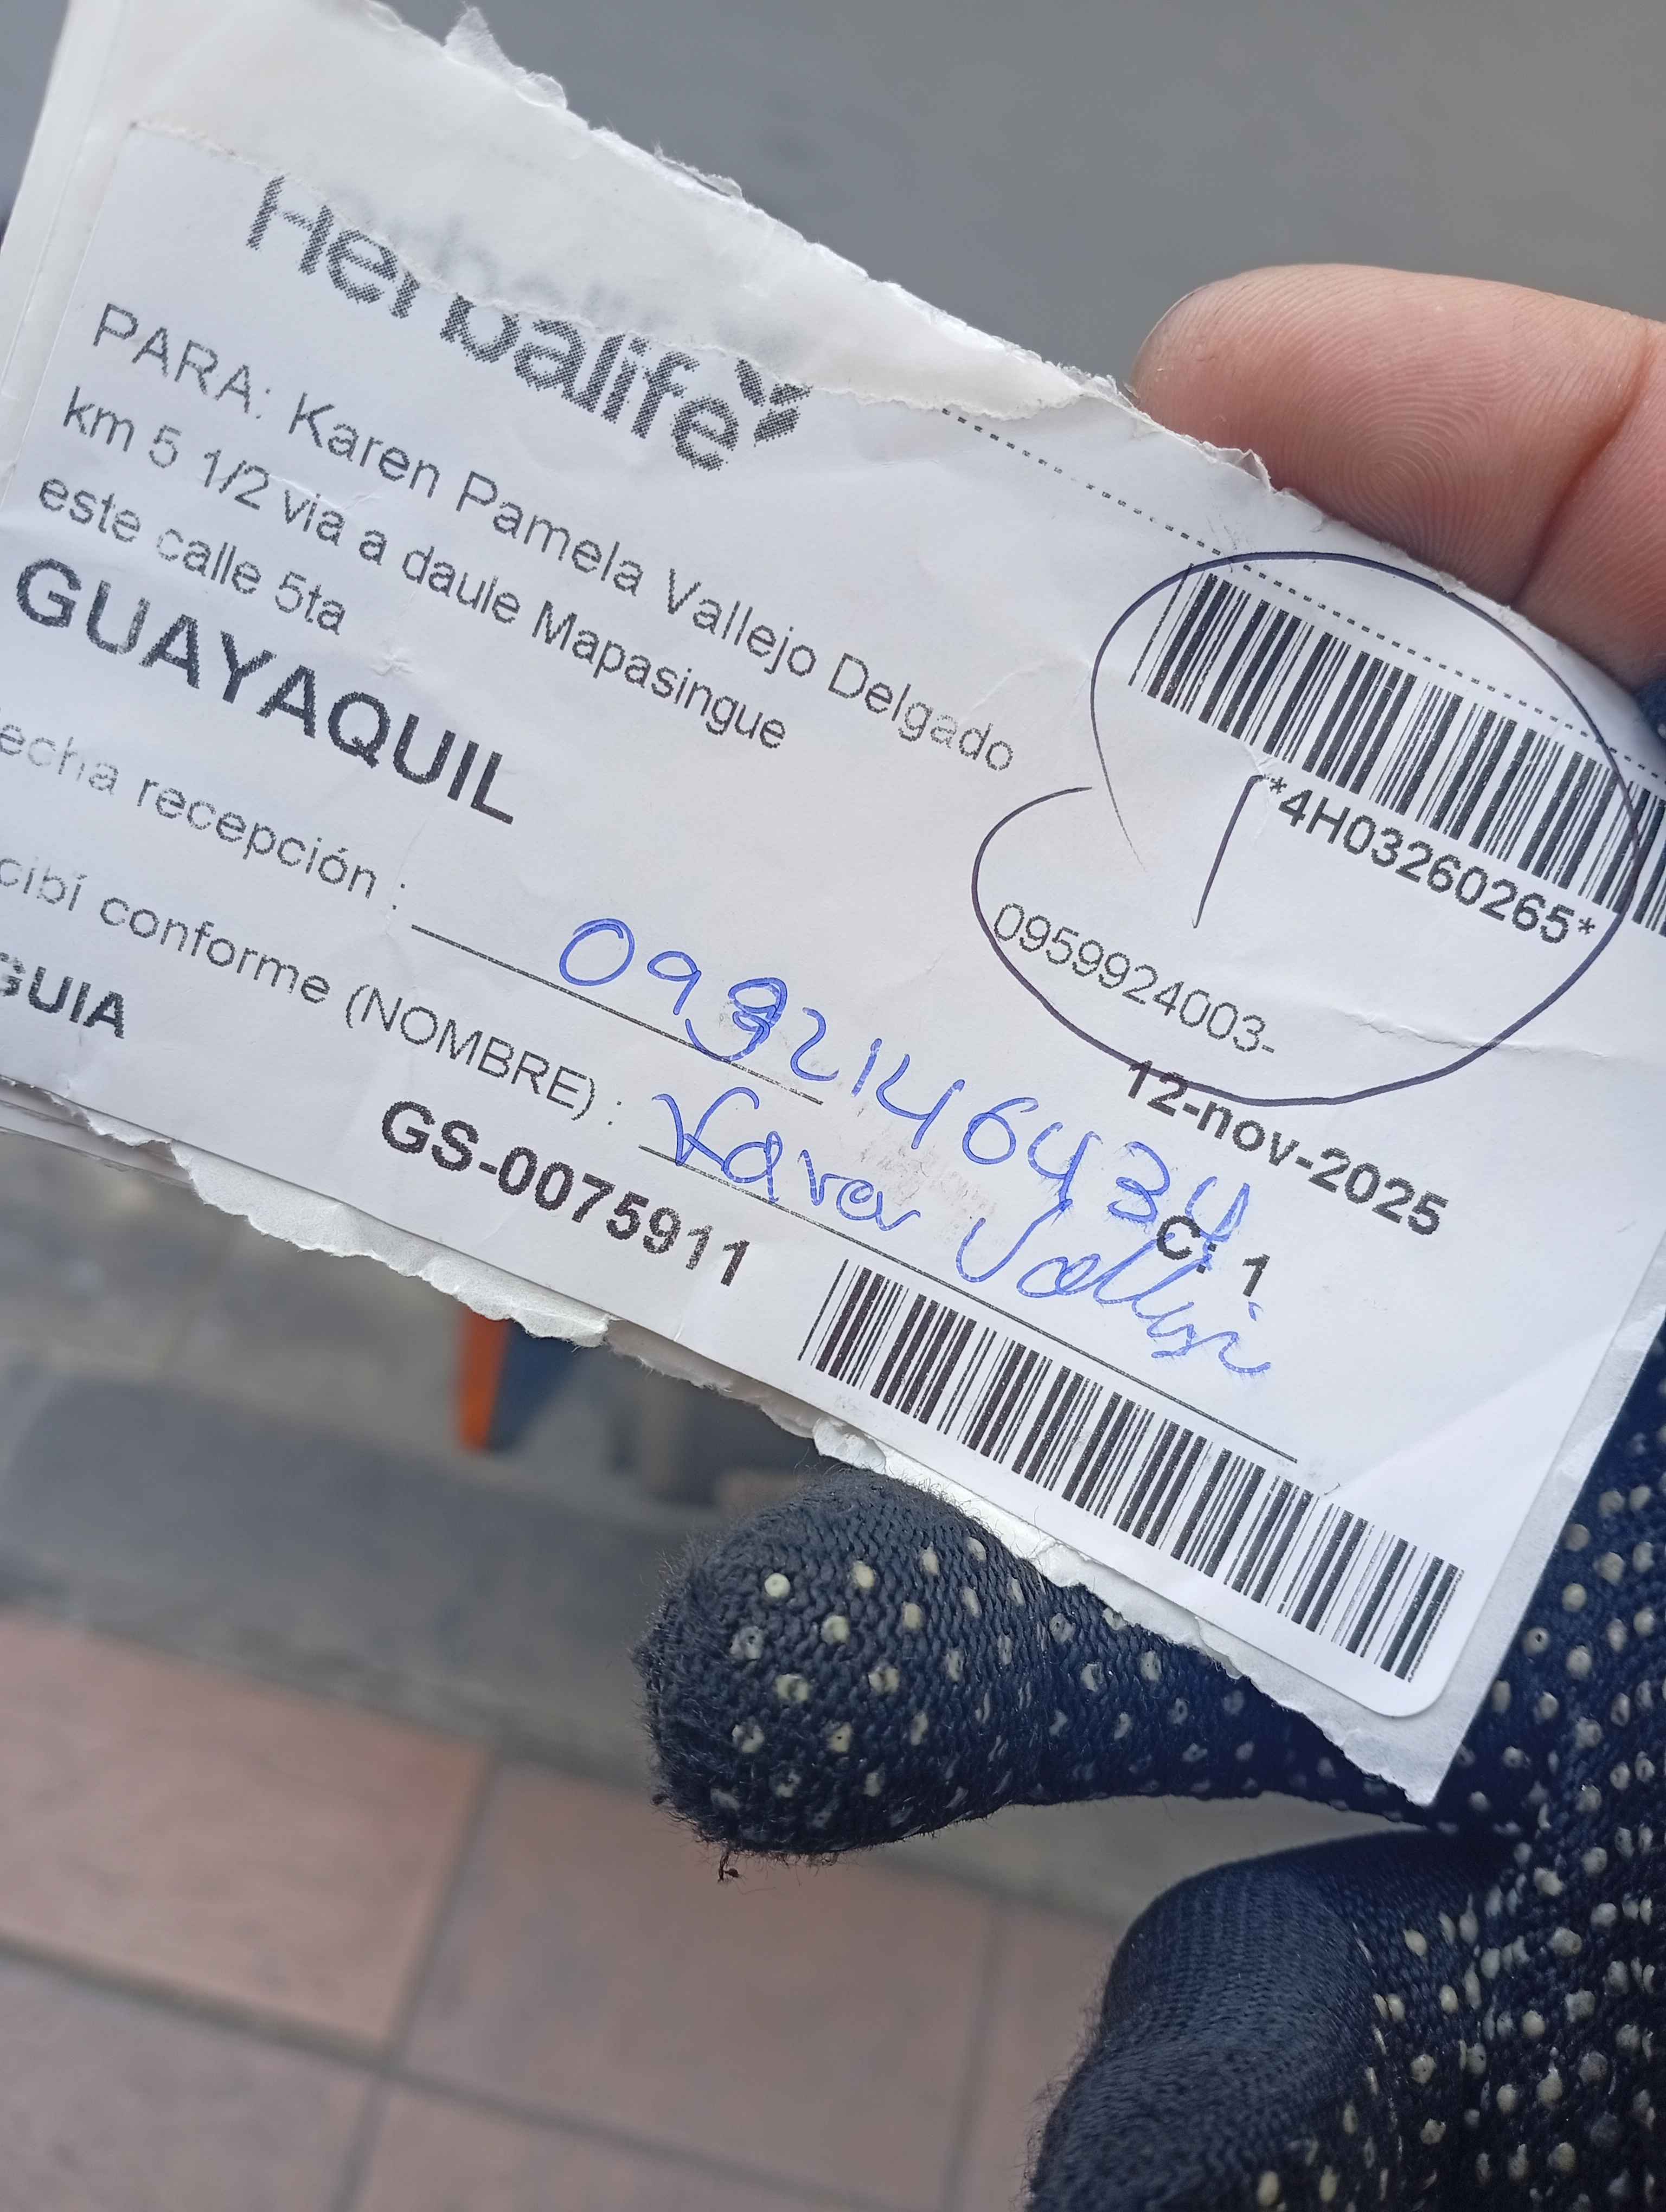 Herbalife
PARA: Karen Pamela Vallejo Delgado
km 5 1/2 via a daule Mapasingue
este calle 5ta
GUAYAQUIL
*4H03260265*
1
0959924003-
12-nov-2025
C: 1
echa recepción :
cibí conforme (NOMBRE) :
GUIA
GS-0075911